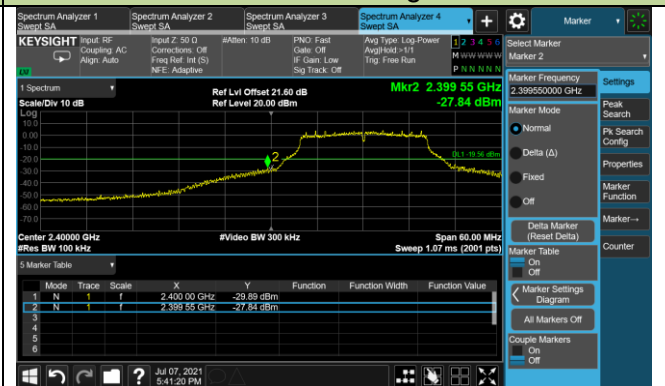 Spectrum Analyzer 1
Swept SA
Spectrum Analyzer 2
Swept SA
Spectrum Analyzer 3
Swept SA
Spectrum Analyzer 4
Swept SA
Marker
KEYSIGHT
Input: RF
Coupling: AC
Align: Auto
Input Z: 50 Ω
Corrections: Off
Freq Ref: Int (S)
NFE: Adaptive
#Atten: 10 dB
PNO: Fast
Gate: Off
IF Gain: Low
Sig Track: Off
Avg Type: Log-Power
Avg|Hold:>1/1
Trig: Free Run
1 2 3 4 5 6
M W W W W W
P N N N N N
1 Spectrum
Scale/Div 10 dB
Ref Lvl Offset 21.60 dB
Ref Level 20.00 dBm
Mkr2 2.399 55 GHz
-27.84 dBm
Log
10.0
0.00
-10.0
-20.0
-30.0
-40.0
-50.0
-60.0
-70.0
2
DL1 -19.56 dBm
Center 2.40000 GHz
#Res BW 100 kHz
#Video BW 300 kHz
Span 60.00 MHz
Sweep 1.07 ms (2001 pts)
5 Marker Table
Mode Trace Scale X Y Function Function Width Function Value
1 N 1 f 2.400 00 GHz -29.89 dBm
2 N 1 f 2.399 55 GHz -27.84 dBm
3
4
5
6
Select Marker
Marker 2
Marker Frequency
2.399550000 GHz
Marker Mode
Normal
Delta (Δ)
Fixed
Off
Delta Marker
(Reset Delta)
Marker Table
On
Off
Marker Settings
Diagram
All Markers Off
Couple Markers
On
Off
Settings
Peak
Search
Pk Search
Config
Properties
Marker
Function
Marker→
Counter
Jul 07, 2021
5:41:20 PM